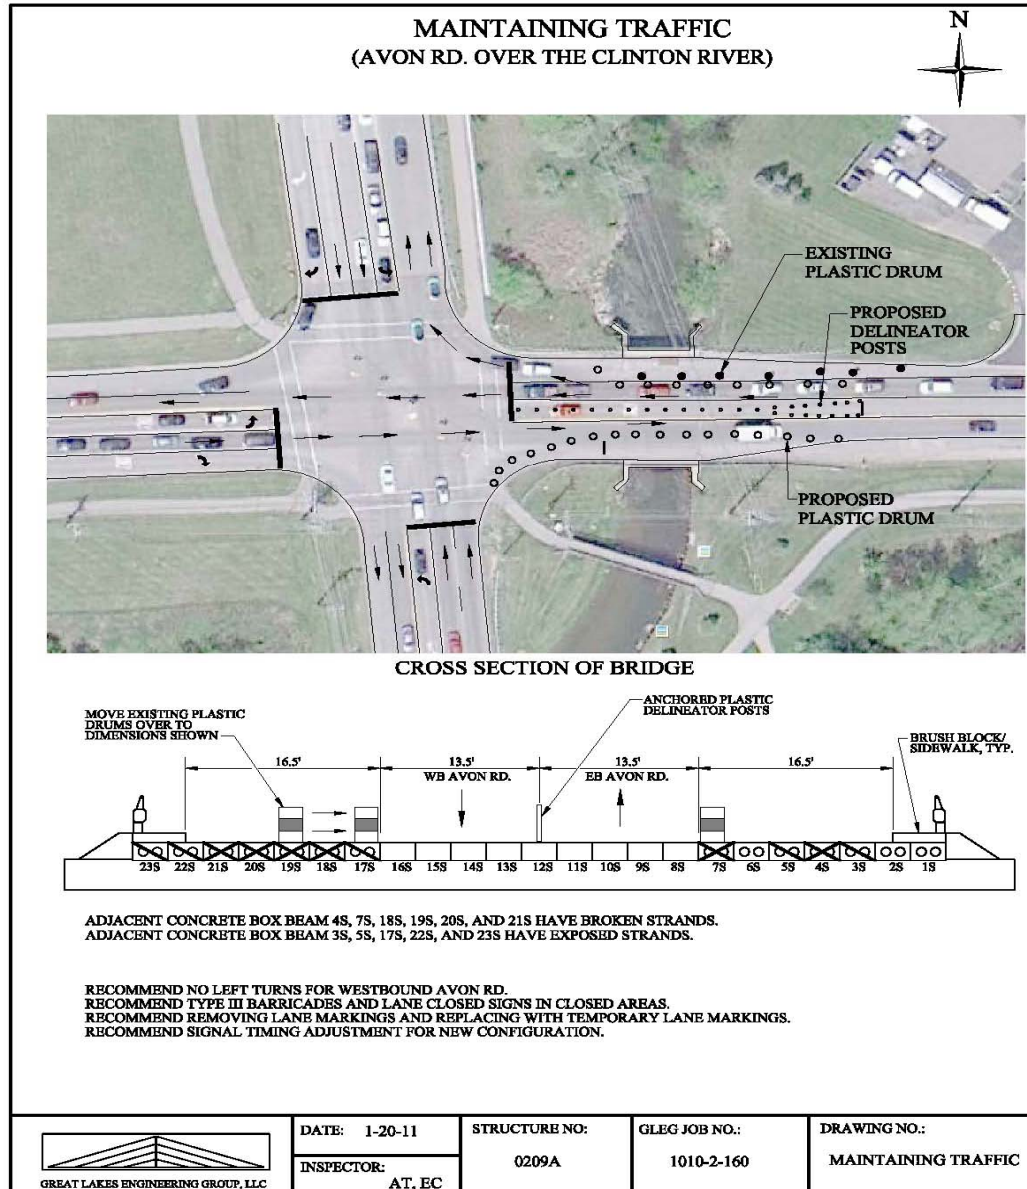 MAINTAINING TRAFFIC
(AVON RD. OVER THE CLINTON RIVER)
N
EXISTING
PLASTIC DRUM
PROPOSED
DELINEATOR
POSTS
PROPOSED
PLASTIC DRUM
CROSS SECTION OF BRIDGE
MOVE EXISTING PLASTIC
DRUMS OVER TO
DIMENSIONS SHOWN
ANCHORED PLASTIC
DELINEATOR POSTS
BRUSH BLOCK/
SIDEWALK, TYP.
16.5' 13.5' 13.5' 16.5'
WB AVON RD. EB AVON RD.
23S 22S 21S 20S 19S 18S 17S 16S 15S 14S 13S 12S 11S 10S 9S 8S 7S 6S 5S 4S 3S 2S 1S
ADJACENT CONCRETE BOX BEAM 4S, 7S, 18S, 19S, 20S, AND 21S HAVE BROKEN STRANDS.
ADJACENT CONCRETE BOX BEAM 3S, 5S, 17S, 22S, AND 23S HAVE EXPOSED STRANDS.
RECOMMEND NO LEFT TURNS FOR WESTBOUND AVON RD.
RECOMMEND TYPE III BARRICADES AND LANE CLOSED SIGNS IN CLOSED AREAS.
RECOMMEND REMOVING LANE MARKINGS AND REPLACING WITH TEMPORARY LANE MARKINGS.
RECOMMEND SIGNAL TIMING ADJUSTMENT FOR NEW CONFIGURATION.
GREAT LAKES ENGINEERING GROUP, LLC
DATE: 1-20-11
INSPECTOR:
AT, EC
STRUCTURE NO:
0209A
GLEG JOB NO.:
1010-2-160
DRAWING NO.:
MAINTAINING TRAFFIC